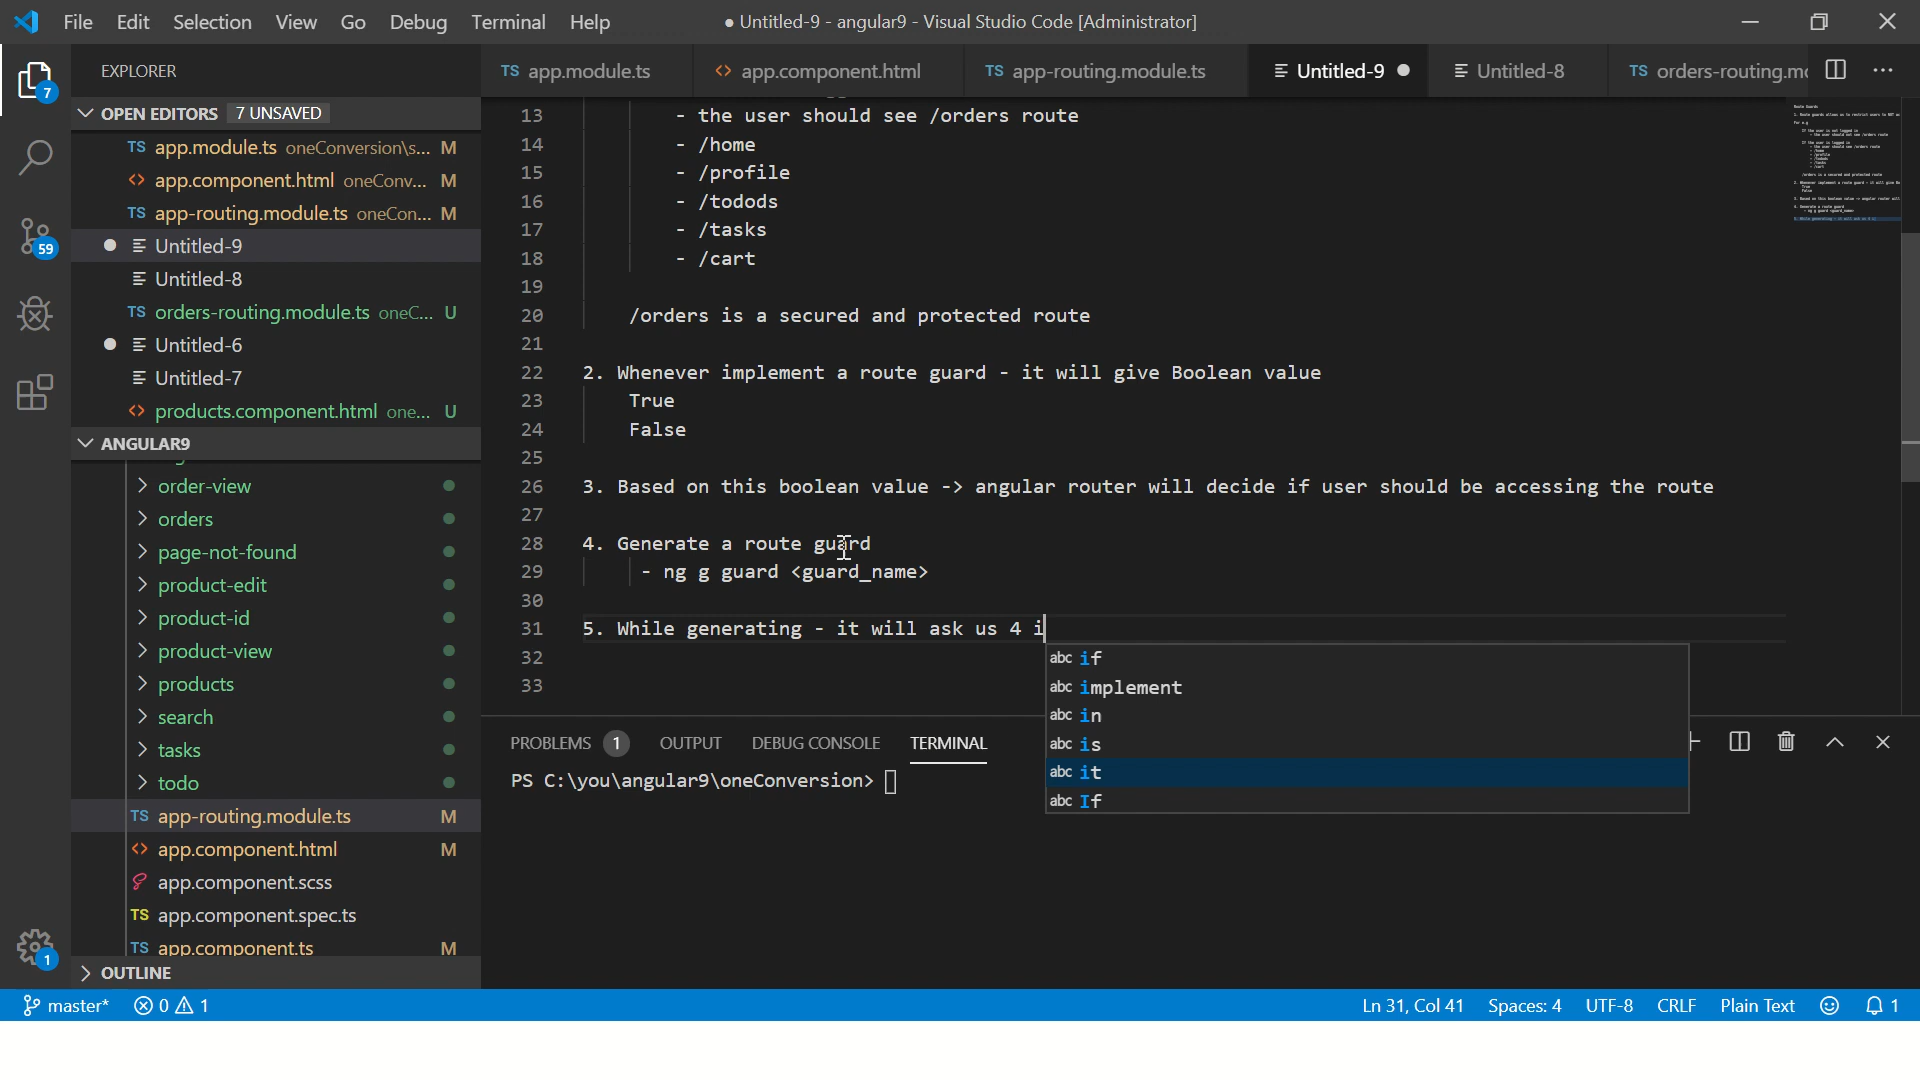 File Edit Selection View Go Debug Terminal Help
● Untitled-9 - angular9 - Visual Studio Code [Administrator]
EXPLORER
TS app.module.ts
<> app.component.html
TS app-routing.module.ts
Untitled-9
Untitled-8
TS orders-routing.mo
7
59
1
OPEN EDITORS 7 UNSAVED
TS app.module.ts oneConversion\s... M
<> app.component.html oneConv... M
TS app-routing.module.ts oneCon... M
Untitled-9
Untitled-8
TS orders-routing.module.ts oneC... U
Untitled-6
Untitled-7
<> products.component.html one... U
ANGULAR9
order-view
orders
page-not-found
product-edit
product-id
product-view
products
search
tasks
todo
TS app-routing.module.ts M
<> app.component.html M
app.component.scss
TS app.component.spec.ts
TS app.component.ts M
OUTLINE
13 - the user should see /orders route
14 - /home
15 - /profile
16 - /todods
17 - /tasks
18 - /cart
19
20 /orders is a secured and protected route
21
22 2. Whenever implement a route guard - it will give Boolean value
23 True
24 False
25
26 3. Based on this boolean value -> angular router will decide if user should be accessing the route
27
28 4. Generate a route guard
29 - ng g guard <guard_name>
30
31 5. While generating - it will ask us 4 i
32
33
abc if
abc implement
abc in
abc is
abc it
abc If
PROBLEMS 1 OUTPUT DEBUG CONSOLE TERMINAL
PS C:\you\angular9\oneConversion>
master* 0 1
Ln 31, Col 41 Spaces: 4 UTF-8 CRLF Plain Text 1